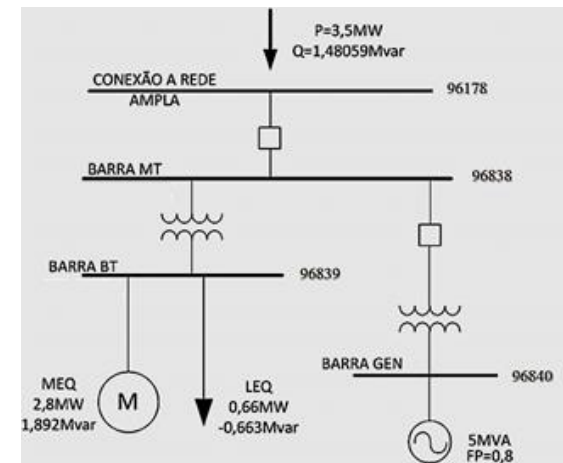 P=3,5MW
Q=1,48059Mvar
CONEXÃO A REDE
AMPLA
96178
BARRA MT
96838
BARRA BT
96839
BARRA GEN
96840
MEQ
2,8MW
1,892Mvar
M
LEQ
0,66MW
-0,663Mvar
5MVA
FP=0,8